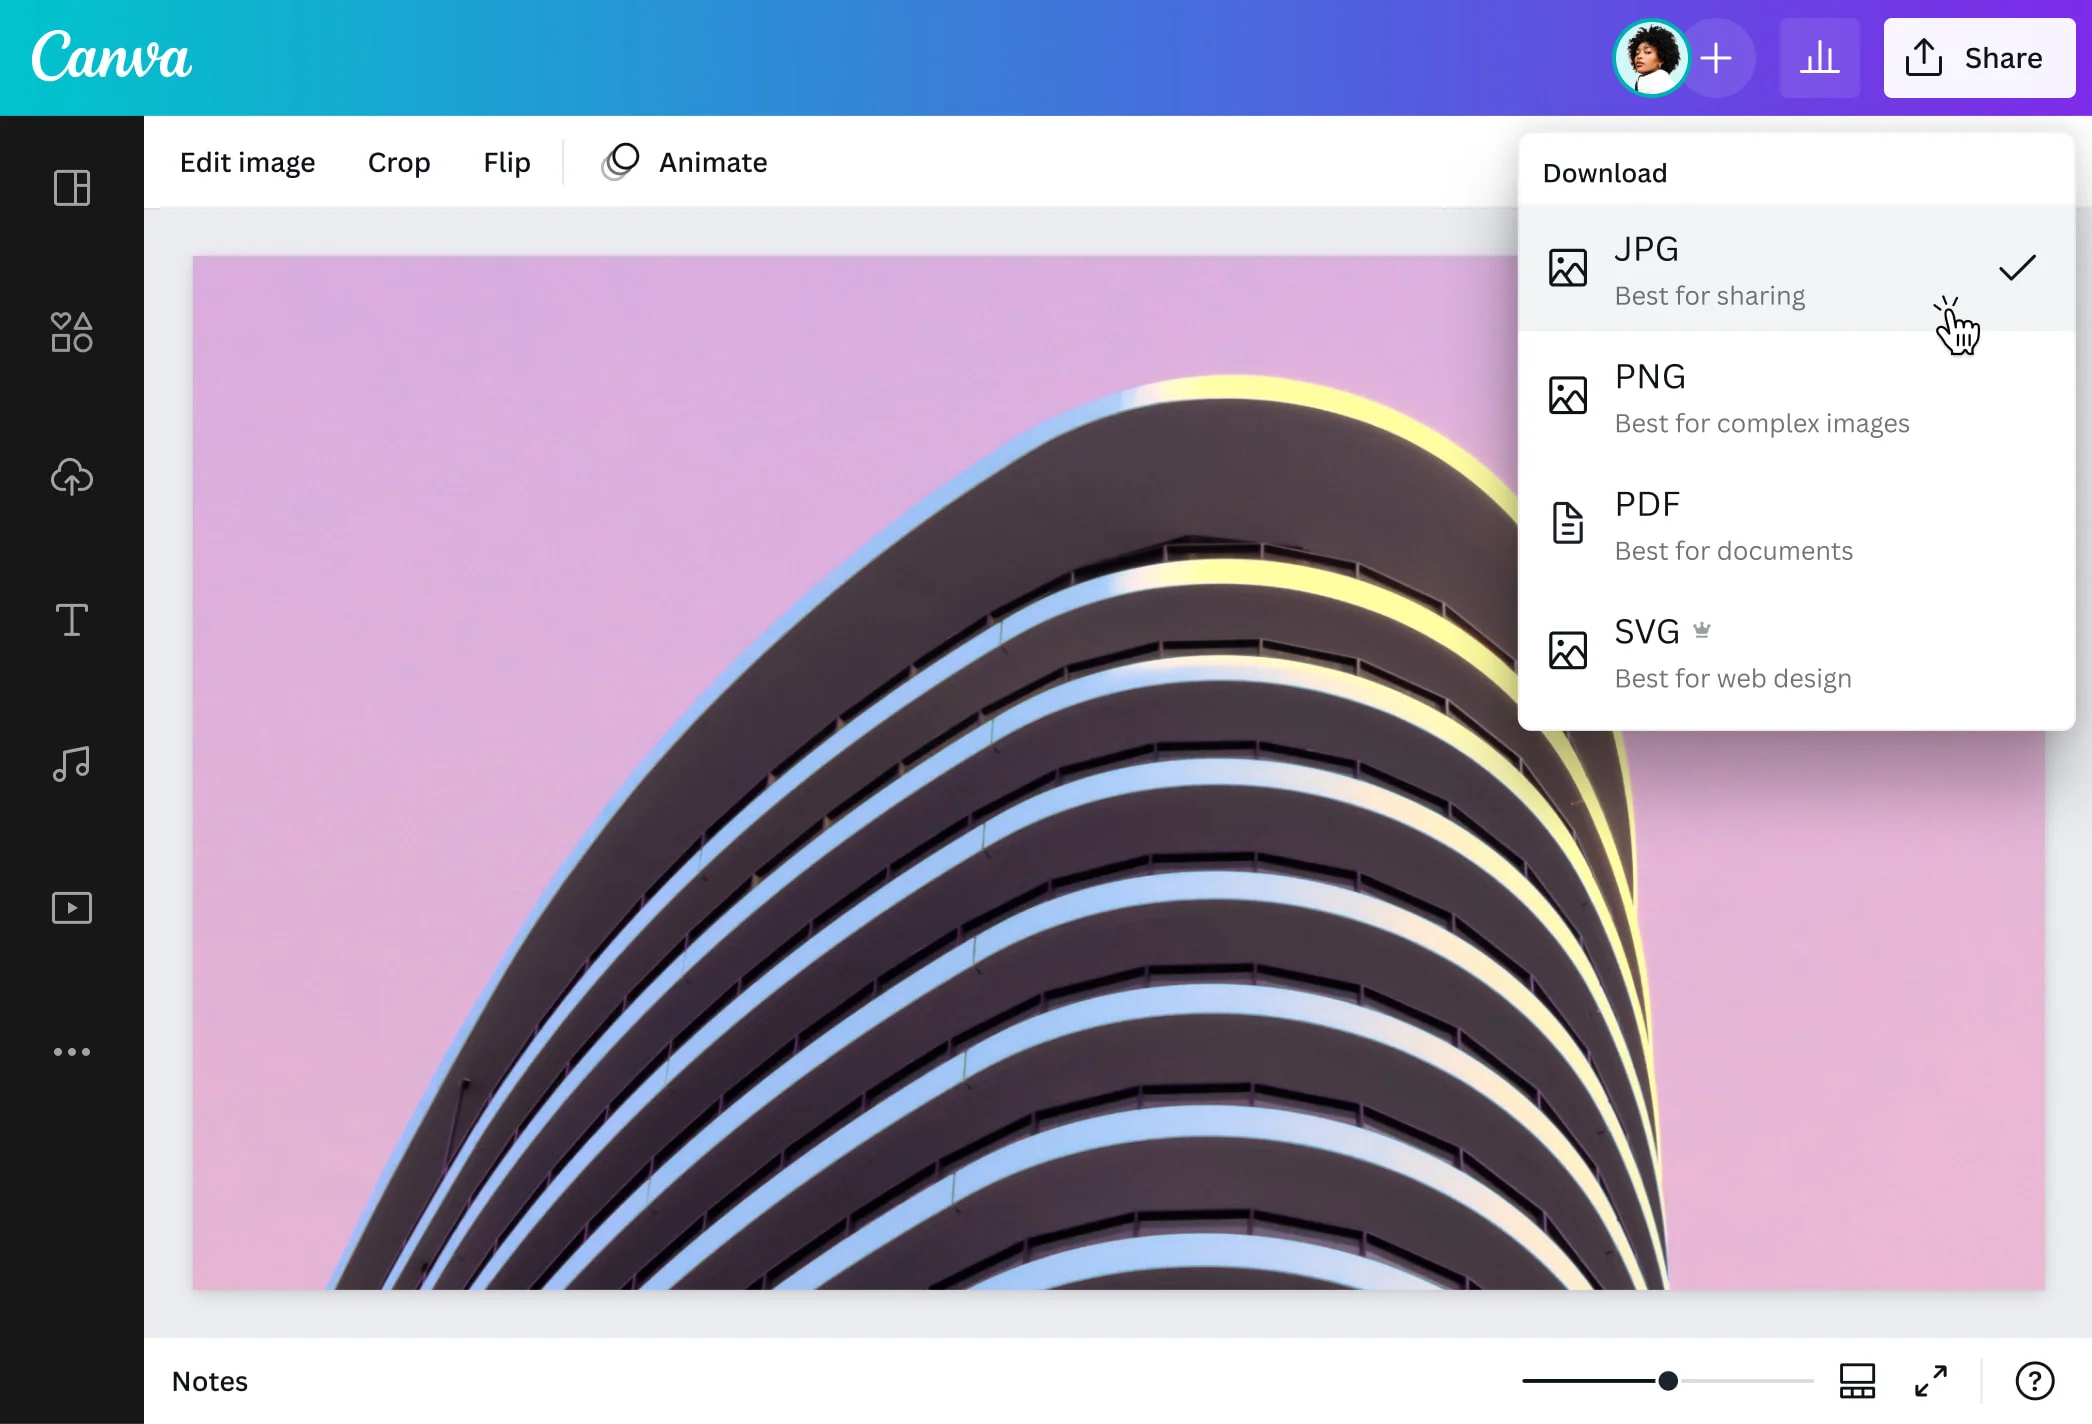 Canva
Share
Edit image
Crop
Flip
Animate
Download
JPG
Best for sharing
PNG
Best for complex images
PDF
Best for documents
SVG
Best for web design
Notes
?